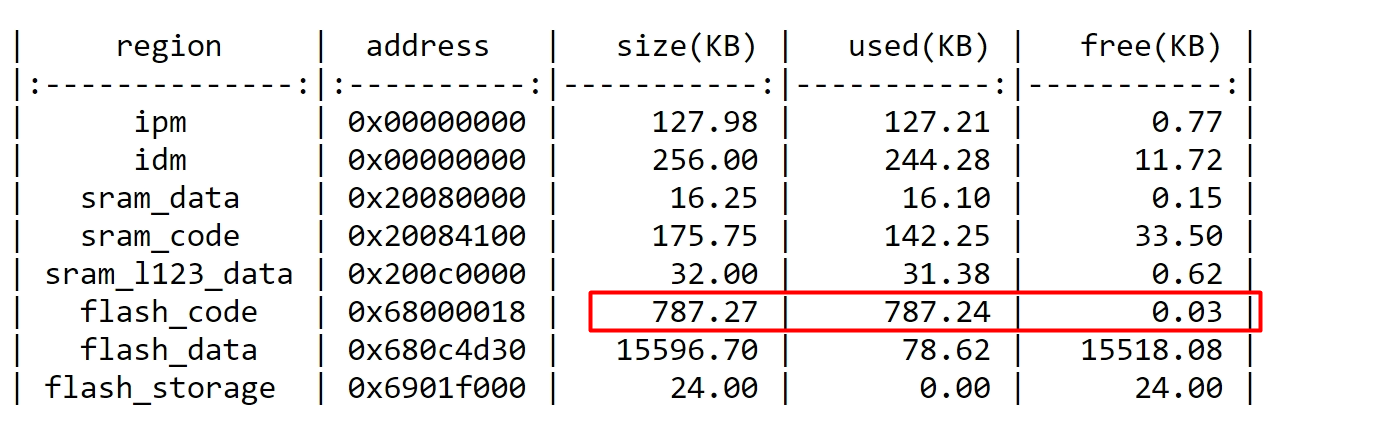 |     region     |  address   |   size(KB) |   used(KB) |   free(KB) |
|:--------------:|:----------:|-----------:|-----------:|-----------:|
|      ipm       | 0x00000000 |     127.98 |     127.21 |       0.77 |
|      idm       | 0x00000000 |     256.00 |     244.28 |      11.72 |
|   sram_data    | 0x20080000 |      16.25 |      16.10 |       0.15 |
|   sram_code    | 0x20084100 |     175.75 |     142.25 |      33.50 |
| sram_l123_data | 0x200c0000 |      32.00 |      31.38 |       0.62 |
|   flash_code   | 0x68000018 |     787.27 |     787.24 |       0.03 |
|   flash_data   | 0x680c4d30 |   15596.70 |      78.62 |   15518.08 |
| flash_storage  | 0x6901f000 |      24.00 |       0.00 |      24.00 |